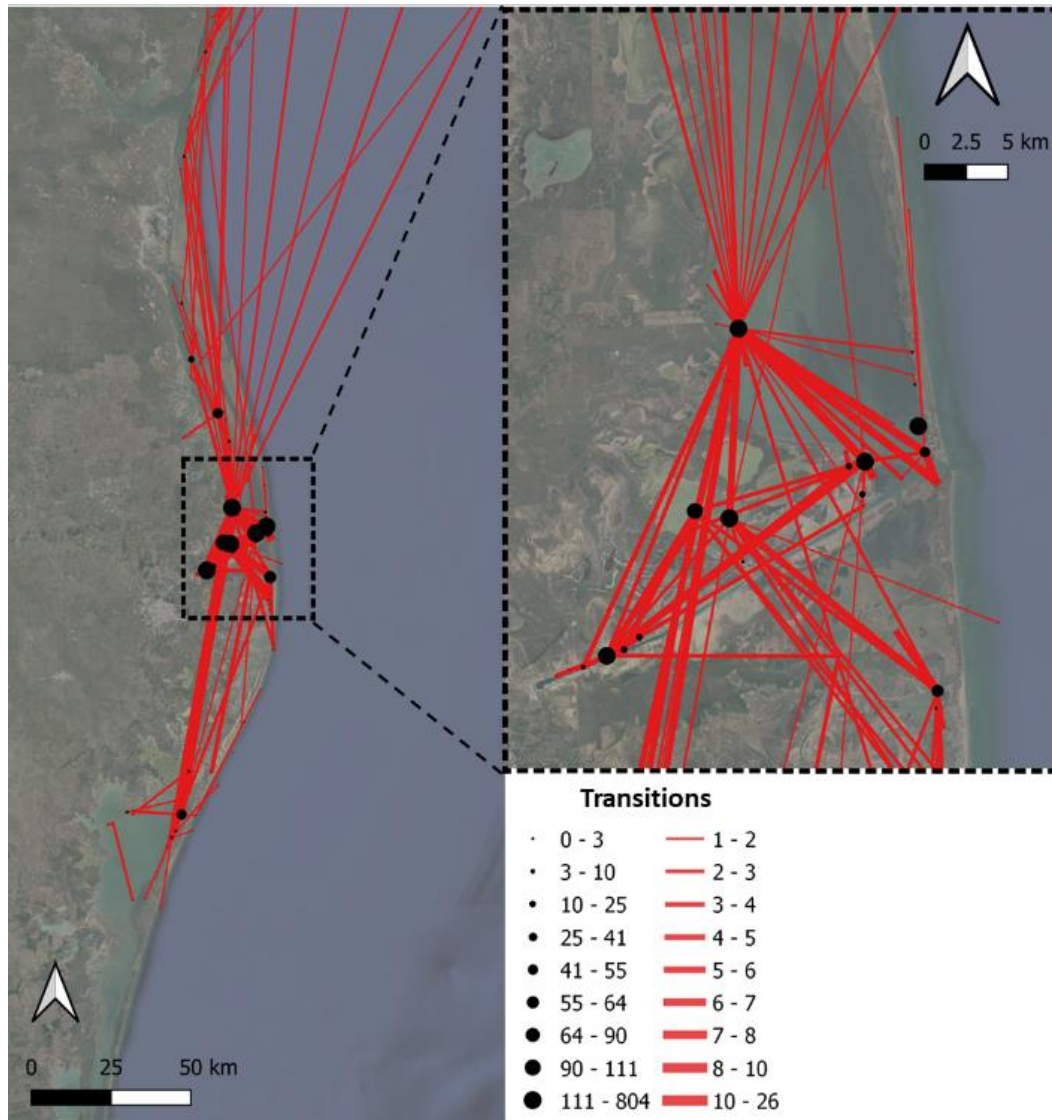 0 2.5 5 km
0 25 50 km
Transitions
0 - 3 1 - 2
3 - 10 2 - 3
10 - 25 3 - 4
25 - 41 4 - 5
41 - 55 5 - 6
55 - 64 6 - 7
64 - 90 7 - 8
90 - 111 8 - 10
111 - 804 10 - 26